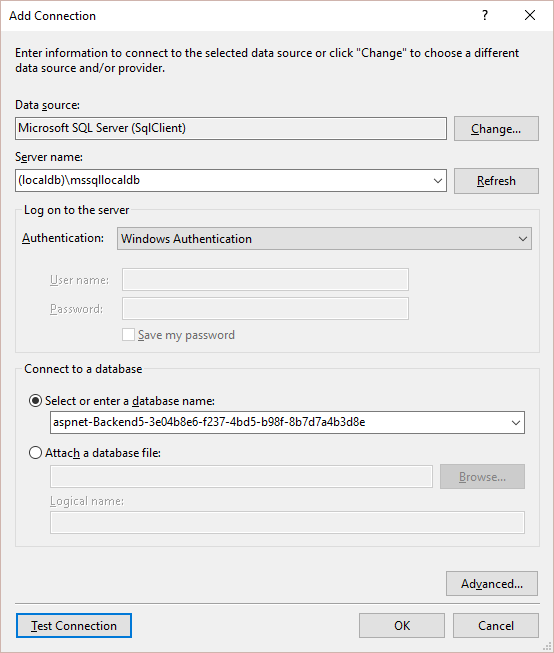 Add Connection
?
Enter information to connect to the selected data source or click "Change" to choose a different
data source and/or provider.
Data source:
Microsoft SQL Server (SqlClient)
Change...
Server name:
(localdb)\mssqllocaldb
Refresh
Log on to the server
Authentication:
Windows Authentication
User name:
Password:
Save my password
Connect to a database
Select or enter a database name:
aspnet-Backend5-3e04b8e6-f237-4bd5-b98f-8b7d7a4b3d8e
Attach a database file:
Browse...
Logical name:
Advanced...
Test Connection
OK
Cancel